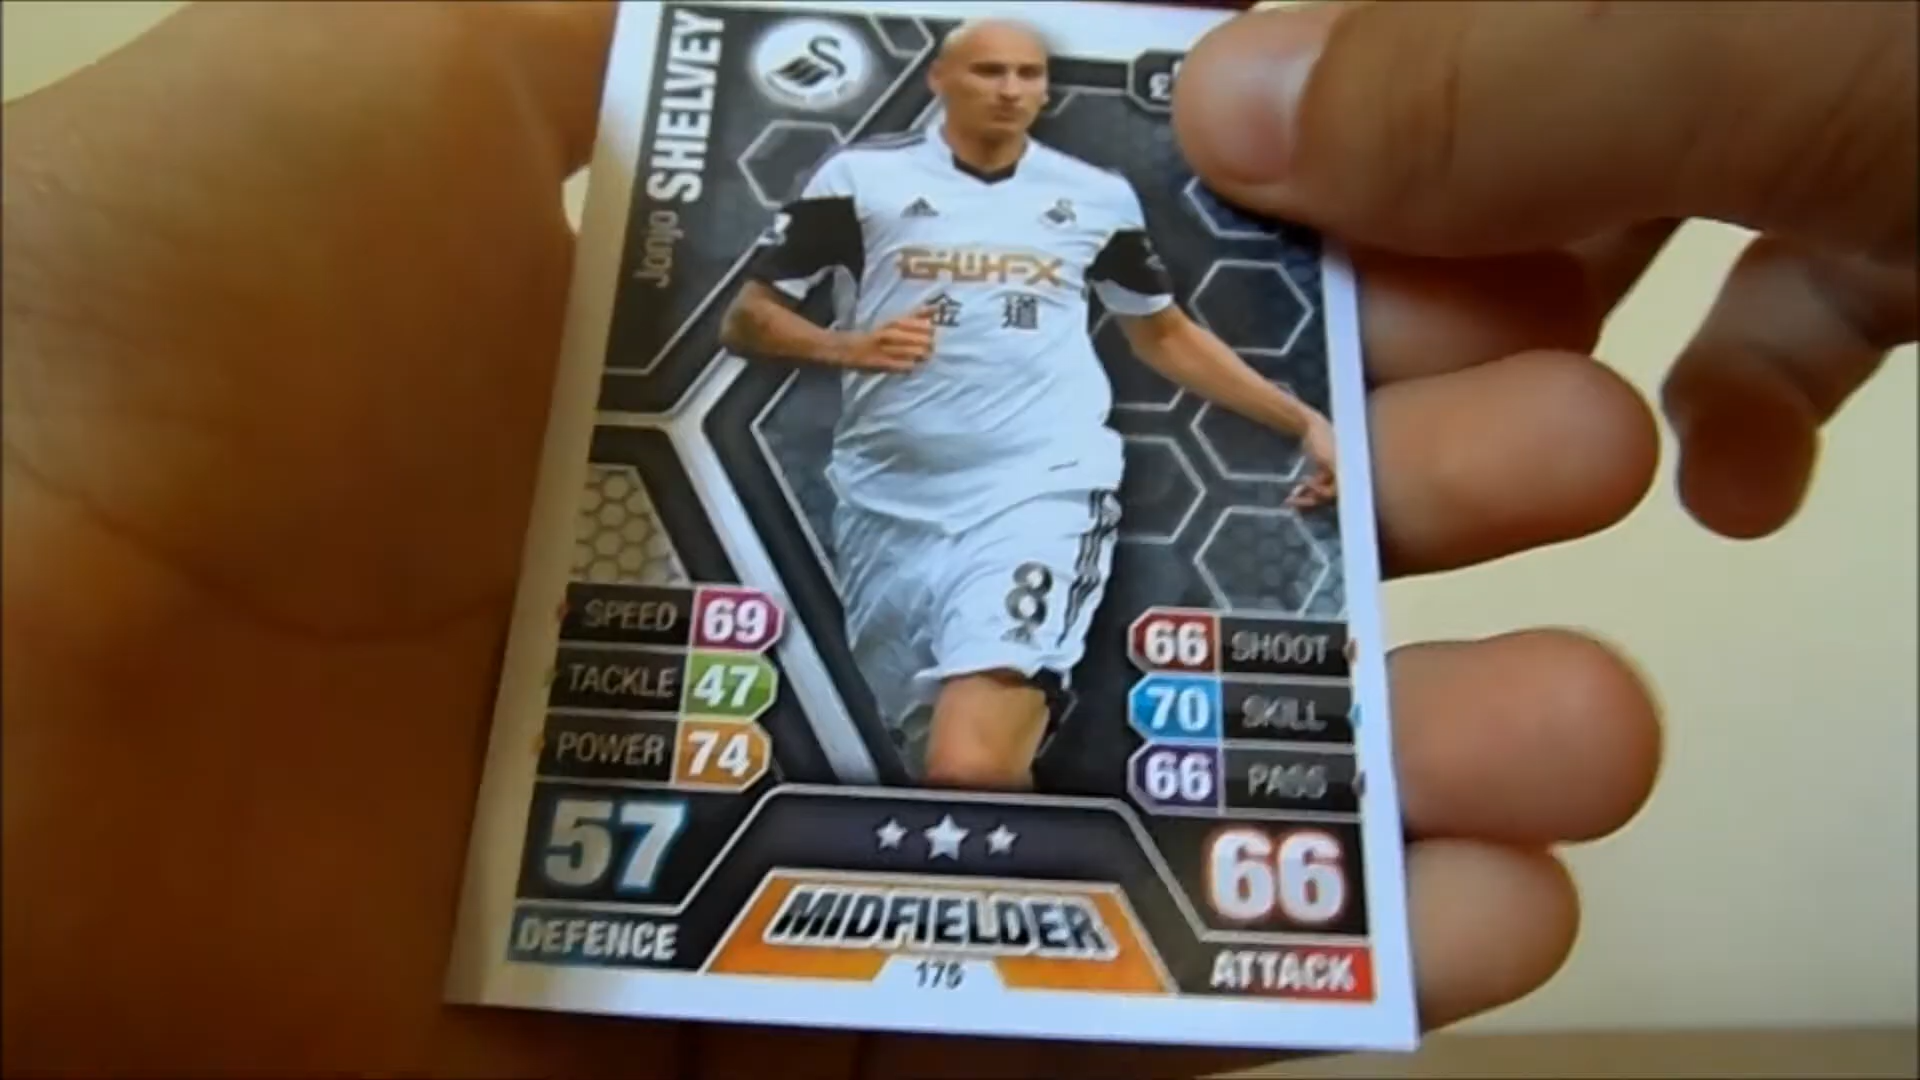 Jonjo SHELVEY
£
GWFX
金道
8
SPEED 69
TACKLE 47
POWER 74
66 SHOOT
70 SKILL
66 PASS
57
DEFENCE
66
ATTACK
MIDFIELDER